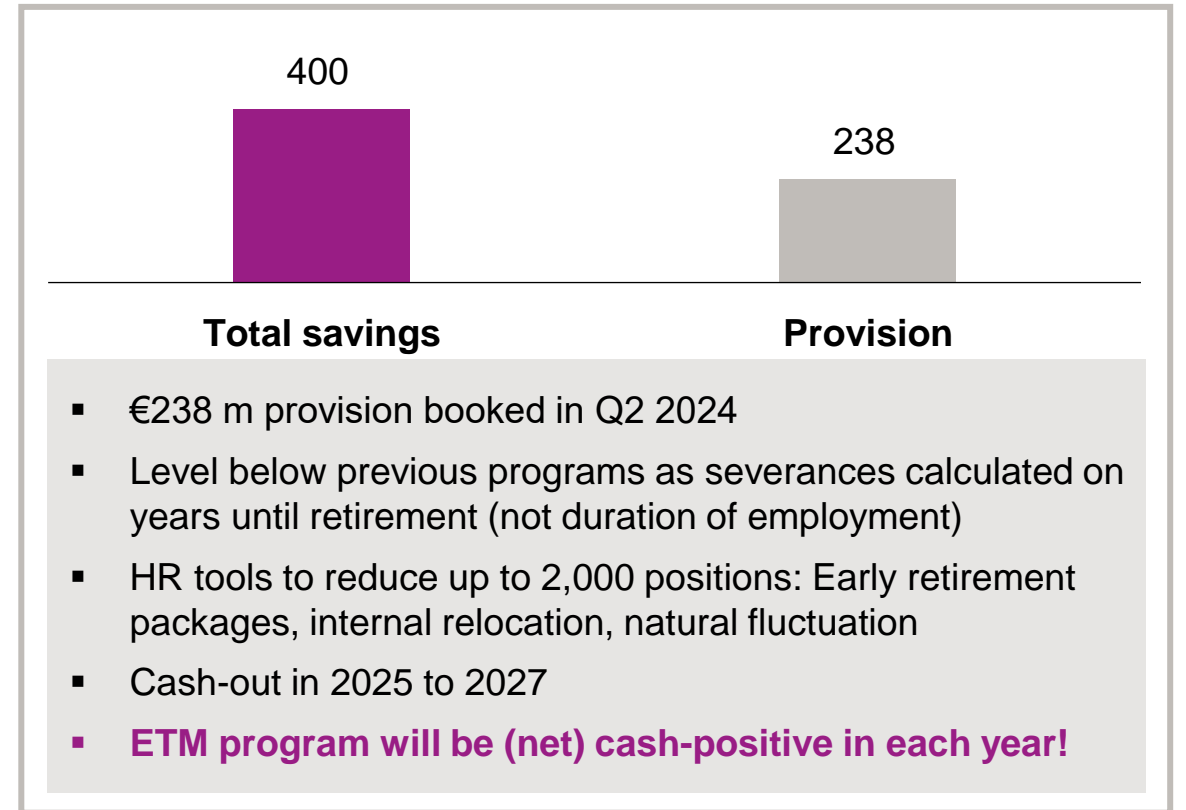 400
238
Total savings
Provision
▪ €238 m provision booked in Q2 2024
▪ Level below previous programs as severances calculated on
years until retirement (not duration of employment)
▪ HR tools to reduce up to 2,000 positions: Early retirement
packages, internal relocation, natural fluctuation
▪ Cash-out in 2025 to 2027
▪ ETM program will be (net) cash-positive in each year!